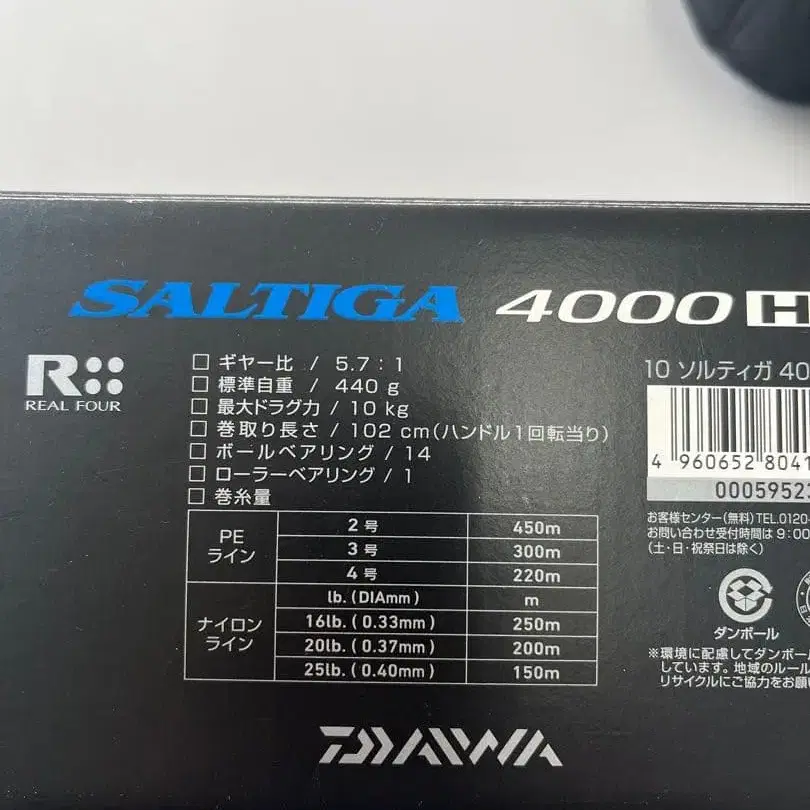 SALTIGA 4000 H
R
REAL FOUR
□ ギヤー比 / 5.7 : 1
□ 標準自重 / 440 g
□ 最大ドラグ力 / 10 kg
□ 巻取り長さ / 102 cm(ハンドル1回転当り)
□ ボールベアリング / 14
□ ローラーベアリング / 1
□ 巻糸量
PE
ライン
2 号 450m
3 号 300m
4 号 220m
ナイロン
ライン
lb. (DIAmm) m
16lb. (0.33mm) 250m
20lb. (0.37mm) 200m
25lb. (0.40mm) 150m
10 ソルティガ 40
4 960652 8041
0005952
お客様センター(無料)TEL.0120-
お問い合わせ受付時間は 9:00
(土・日・祝祭日は除く)
ダンボール
※環境に配慮してダンボール
しています。地域のルール
リサイクルにご協力をお願い
DAIWA